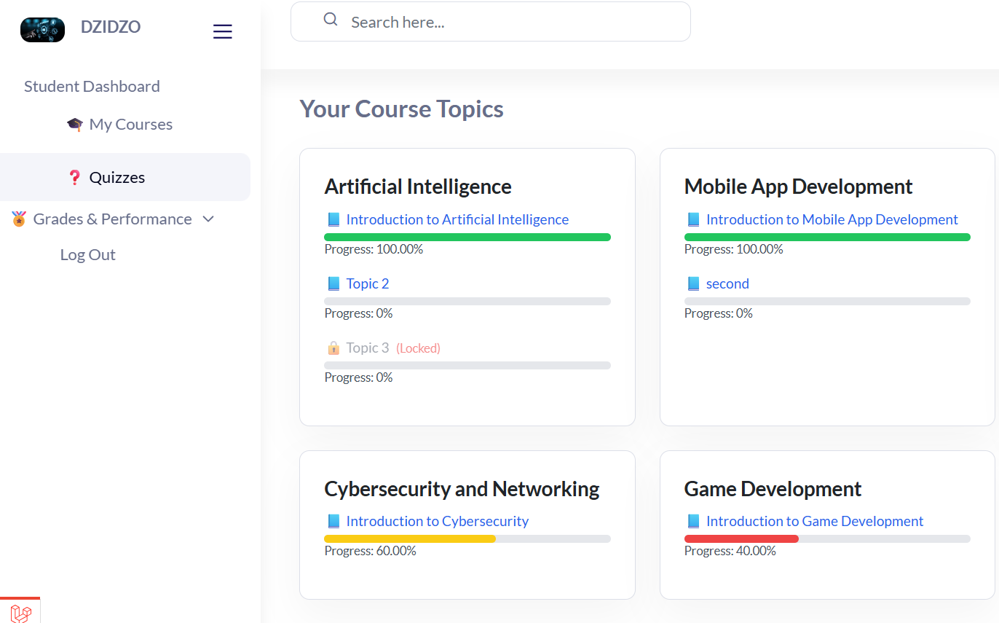 DZIDZO
Search here...
Student Dashboard
My Courses
Quizzes
Grades & Performance
Log Out
Your Course Topics
Artificial Intelligence
Introduction to Artificial Intelligence
Progress: 100.00%
Topic 2
Progress: 0%
Topic 3 (Locked)
Progress: 0%
Mobile App Development
Introduction to Mobile App Development
Progress: 100.00%
second
Progress: 0%
Cybersecurity and Networking
Introduction to Cybersecurity
Progress: 60.00%
Game Development
Introduction to Game Development
Progress: 40.00%